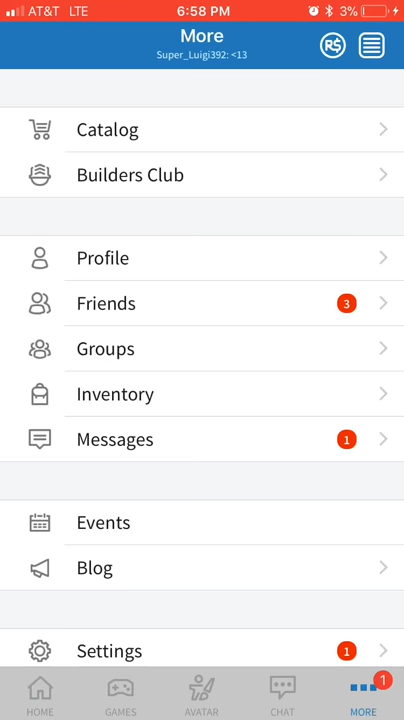 AT&T LTE 6:58 PM 3%
More
Super_Luigi392: <13
R$
Catalog
Builders Club
Profile
Friends 3
Groups
Inventory
Messages 1
Events
Blog
Settings 1
1
HOME GAMES AVATAR CHAT MORE